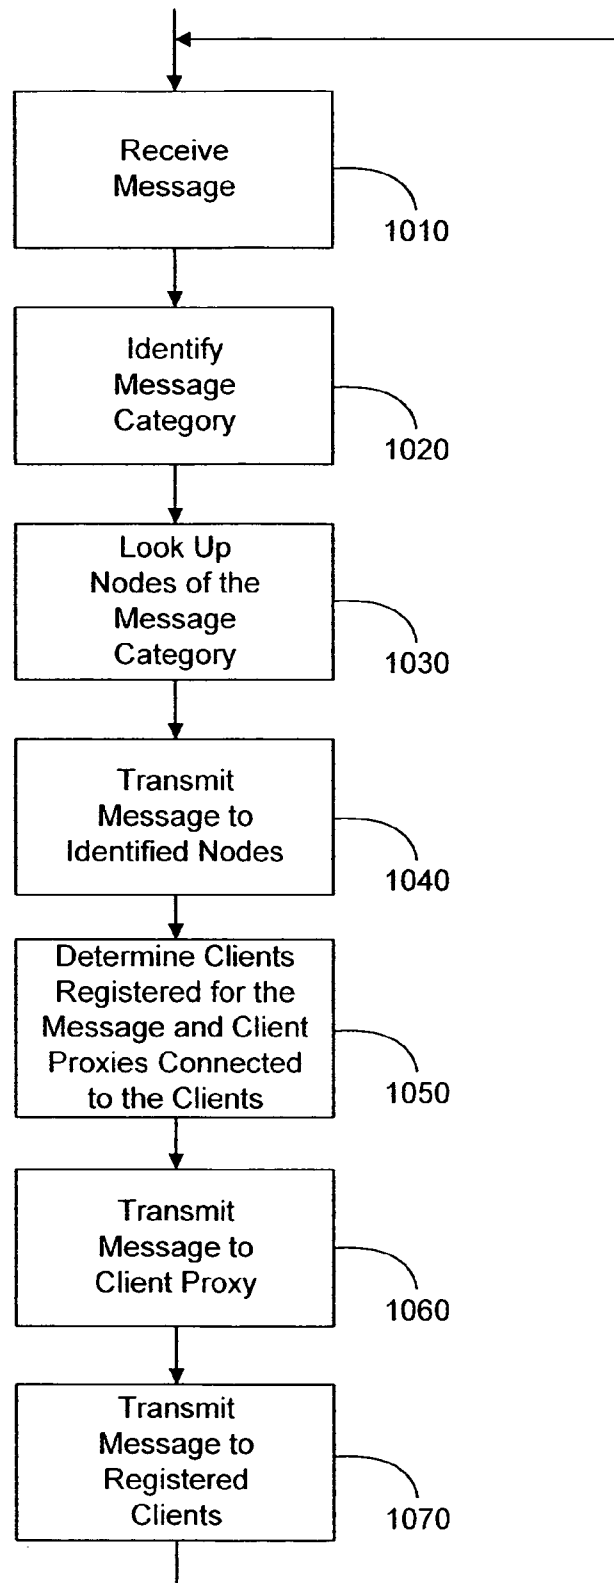 Receive
Message
1010
Identify
Message
Category
1020
Look Up
Nodes of the
Message
Category
1030
Transmit
Message to
Identified Nodes
1040
Determine Clients
Registered for the
Message and Client
Proxies Connected
to the Clients
1050
Transmit
Message to
Client Proxy
1060
Transmit
Message to
Registered
Clients
1070